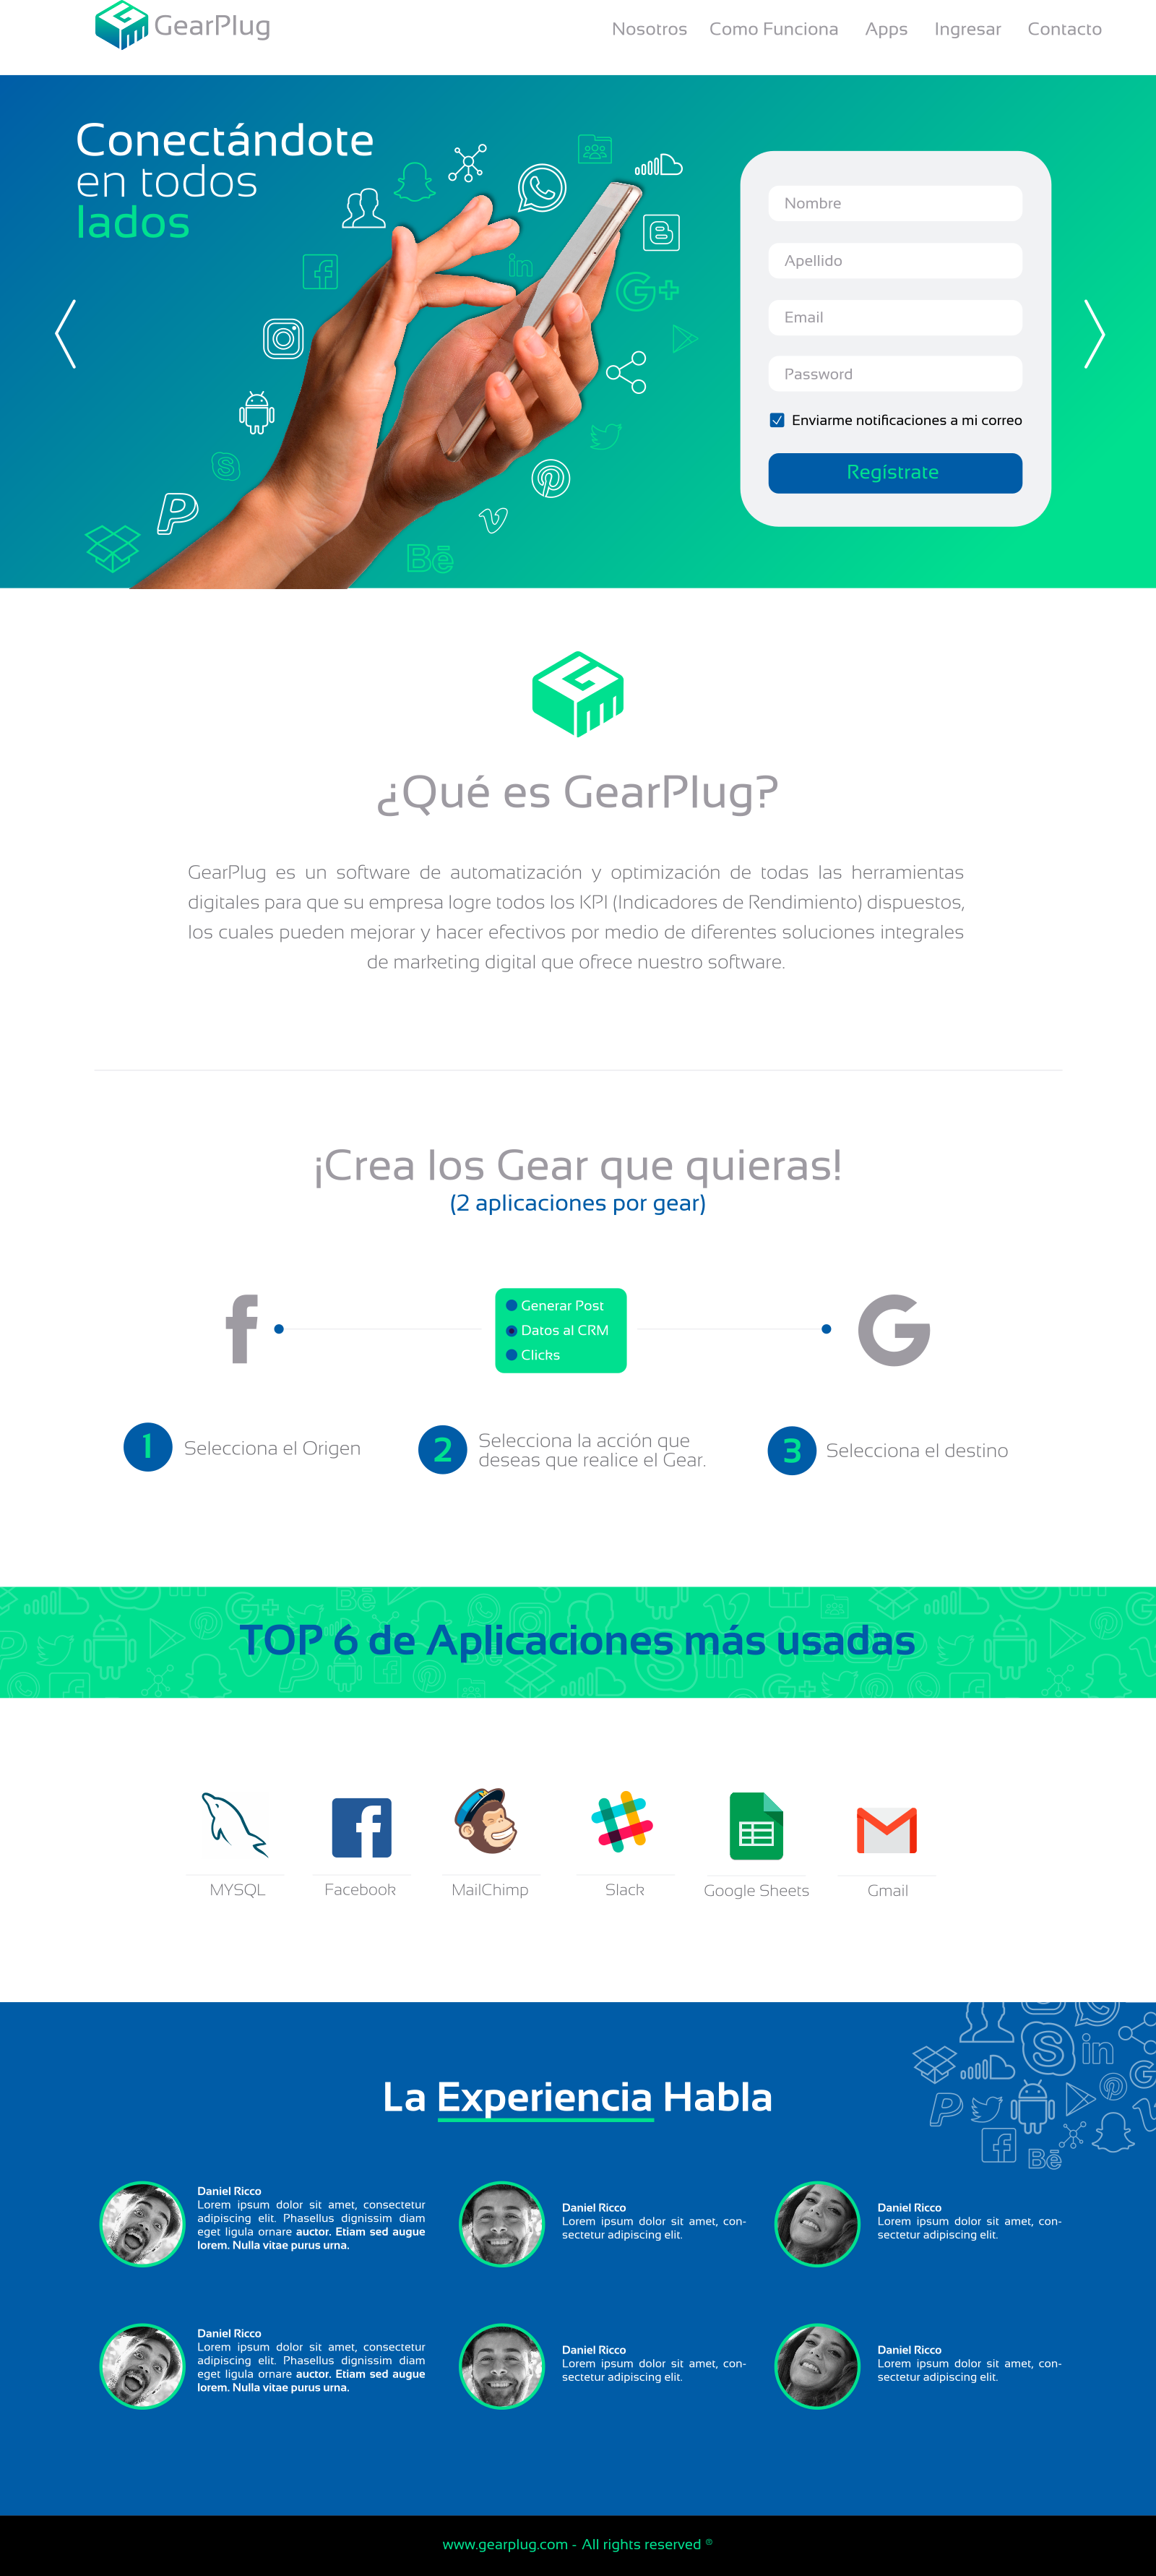 GearPlug
Nosotros Como Funciona Apps Ingresar Contacto
Conectándote
en todos
lados
in
G+
Bē
Nombre
Apellido
Email
Password
Enviarme notificaciones a mi correo
Regístrate
¿Qué es GearPlug?
GearPlug es un software de automatización y optimización de todas las herramientas
digitales para que su empresa logre todos los KPI (Indicadores de Rendimiento) dispuestos,
los cuales pueden mejorar y hacer efectivos por medio de diferentes soluciones integrales
de marketing digital que ofrece nuestro software.
¡Crea los Gear que quieras!
(2 aplicaciones por gear)
f
Generar Post
Datos al CRM
Clicks
G
1 Selecciona el Origen
2 Selecciona la acción que
deseas que realice el Gear.
3 Selecciona el destino
TOP 6 de Aplicaciones más usadas
MYSQL
Facebook
MailChimp
Slack
Google Sheets
Gmail
La Experiencia Habla
Daniel Ricco
Lorem ipsum dolor sit amet, consectetur
adipiscing elit. Phasellus dignissim diam
eget ligula ornare auctor. Etiam sed augue
lorem. Nulla vitae purus urna.
Daniel Ricco
Lorem ipsum dolor sit amet, con-
sectetur adipiscing elit.
Daniel Ricco
Lorem ipsum dolor sit amet, con-
sectetur adipiscing elit.
Daniel Ricco
Lorem ipsum dolor sit amet, consectetur
adipiscing elit. Phasellus dignissim diam
eget ligula ornare auctor. Etiam sed augue
lorem. Nulla vitae purus urna.
Daniel Ricco
Lorem ipsum dolor sit amet, con-
sectetur adipiscing elit.
Daniel Ricco
Lorem ipsum dolor sit amet, con-
sectetur adipiscing elit.
www.gearplug.com - All rights reserved ®